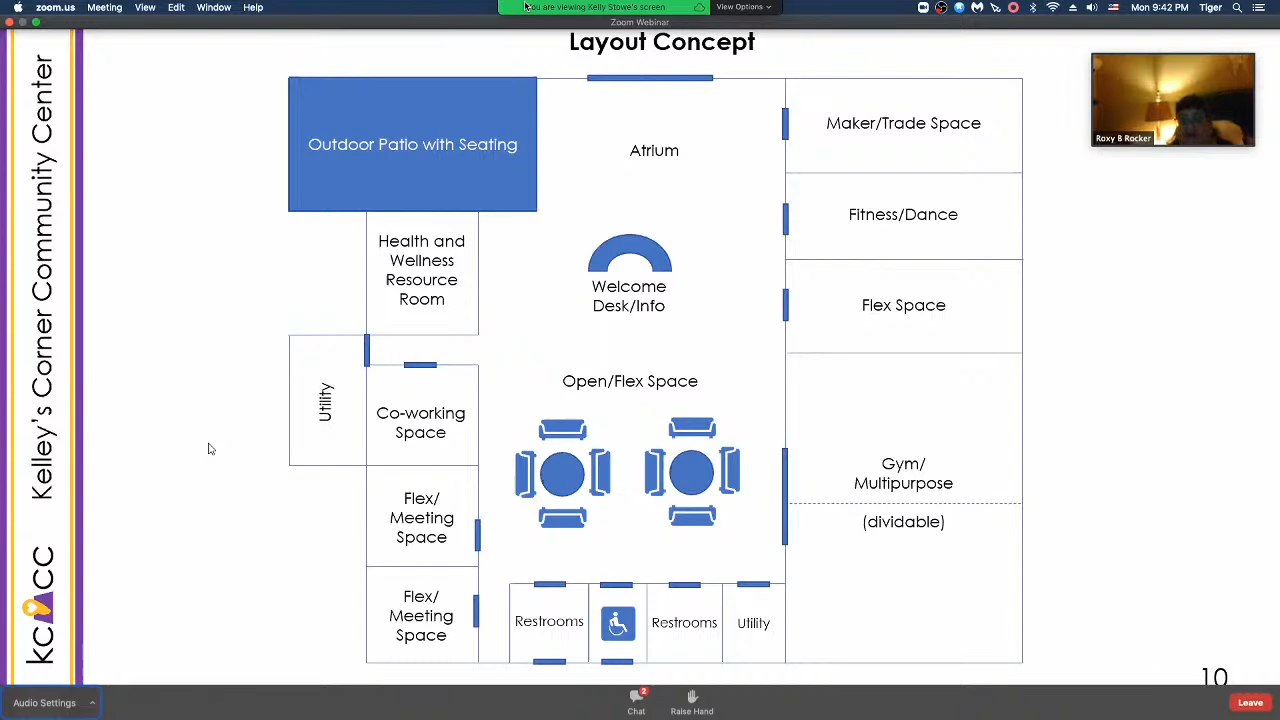 zoom.us Meeting View Edit Window Help
You are viewing Kelly Stowe's screen
View Options
Mon 9:42 PM Tiger
Zoom Webinar
Layout Concept
Kelley's Corner Community Center
KCACC
Outdoor Patio with Seating
Atrium
Maker/Trade Space
Roxy B Rocker
Fitness/Dance
Health and
Wellness
Resource
Room
Welcome
Desk/Info
Flex Space
Utility
Open/Flex Space
Co-working
Space
Gym/
Multipurpose
(dividable)
Flex/
Meeting
Space
Flex/
Meeting
Space
Restrooms
Restrooms
Utility
10
Audio Settings
2
Chat
Raise Hand
Leave